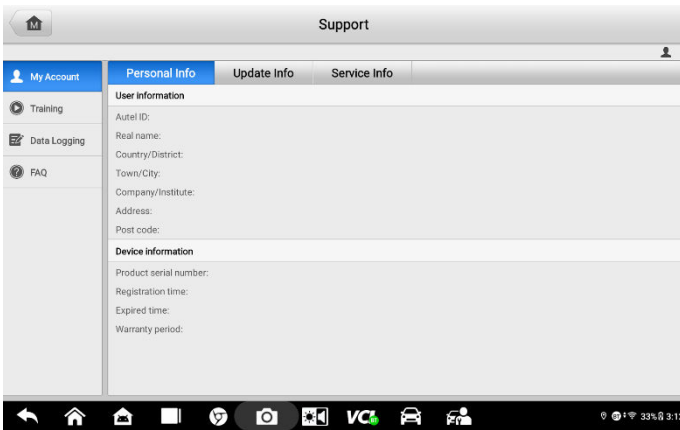 M
Support
My Account
Training
Data Logging
FAQ
Personal Info Update Info Service Info
User information
Autel ID:
Real name:
Country/District:
Town/City:
Company/Institute:
Address:
Post code:
Device information
Product serial number:
Registration time:
Expired time:
Warranty period:
VCI 33%